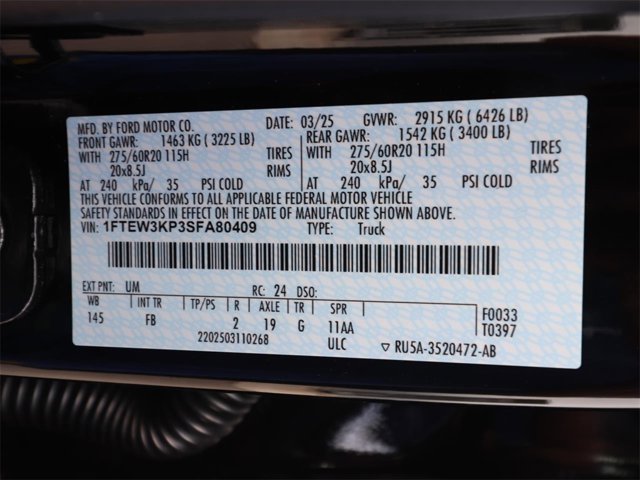 MFD. BY FORD MOTOR CO. DATE: 03/25 GVWR: 2915 KG ( 6426 LB)
FRONT GAWR: 1463 KG ( 3225 LB) REAR GAWR: 1542 KG ( 3400 LB)
WITH 275/60R20 115H TIRES WITH 275/60R20 115H TIRES
20x8.5J RIMS 20x8.5J RIMS
AT 240 kPa/ 35 PSI COLD AT 240 kPa/ 35 PSI COLD
THIS VEHICLE CONFORMS TO ALL APPLICABLE FEDERAL MOTOR VEHICLE
SAFETY STANDARDS IN EFFECT ON THE DATE OF MANUFACTURE SHOWN ABOVE.
VIN: 1FTEW3KP3SFA80409 TYPE: Truck
EXT PNT: UM RC: 24 DSO:
WB INT TR TP/PS R AXLE TR SPR F0033
145 FB 2 19 G 11AA T0397
2202503110268 ULC ▽ RU5A-3520472-AB